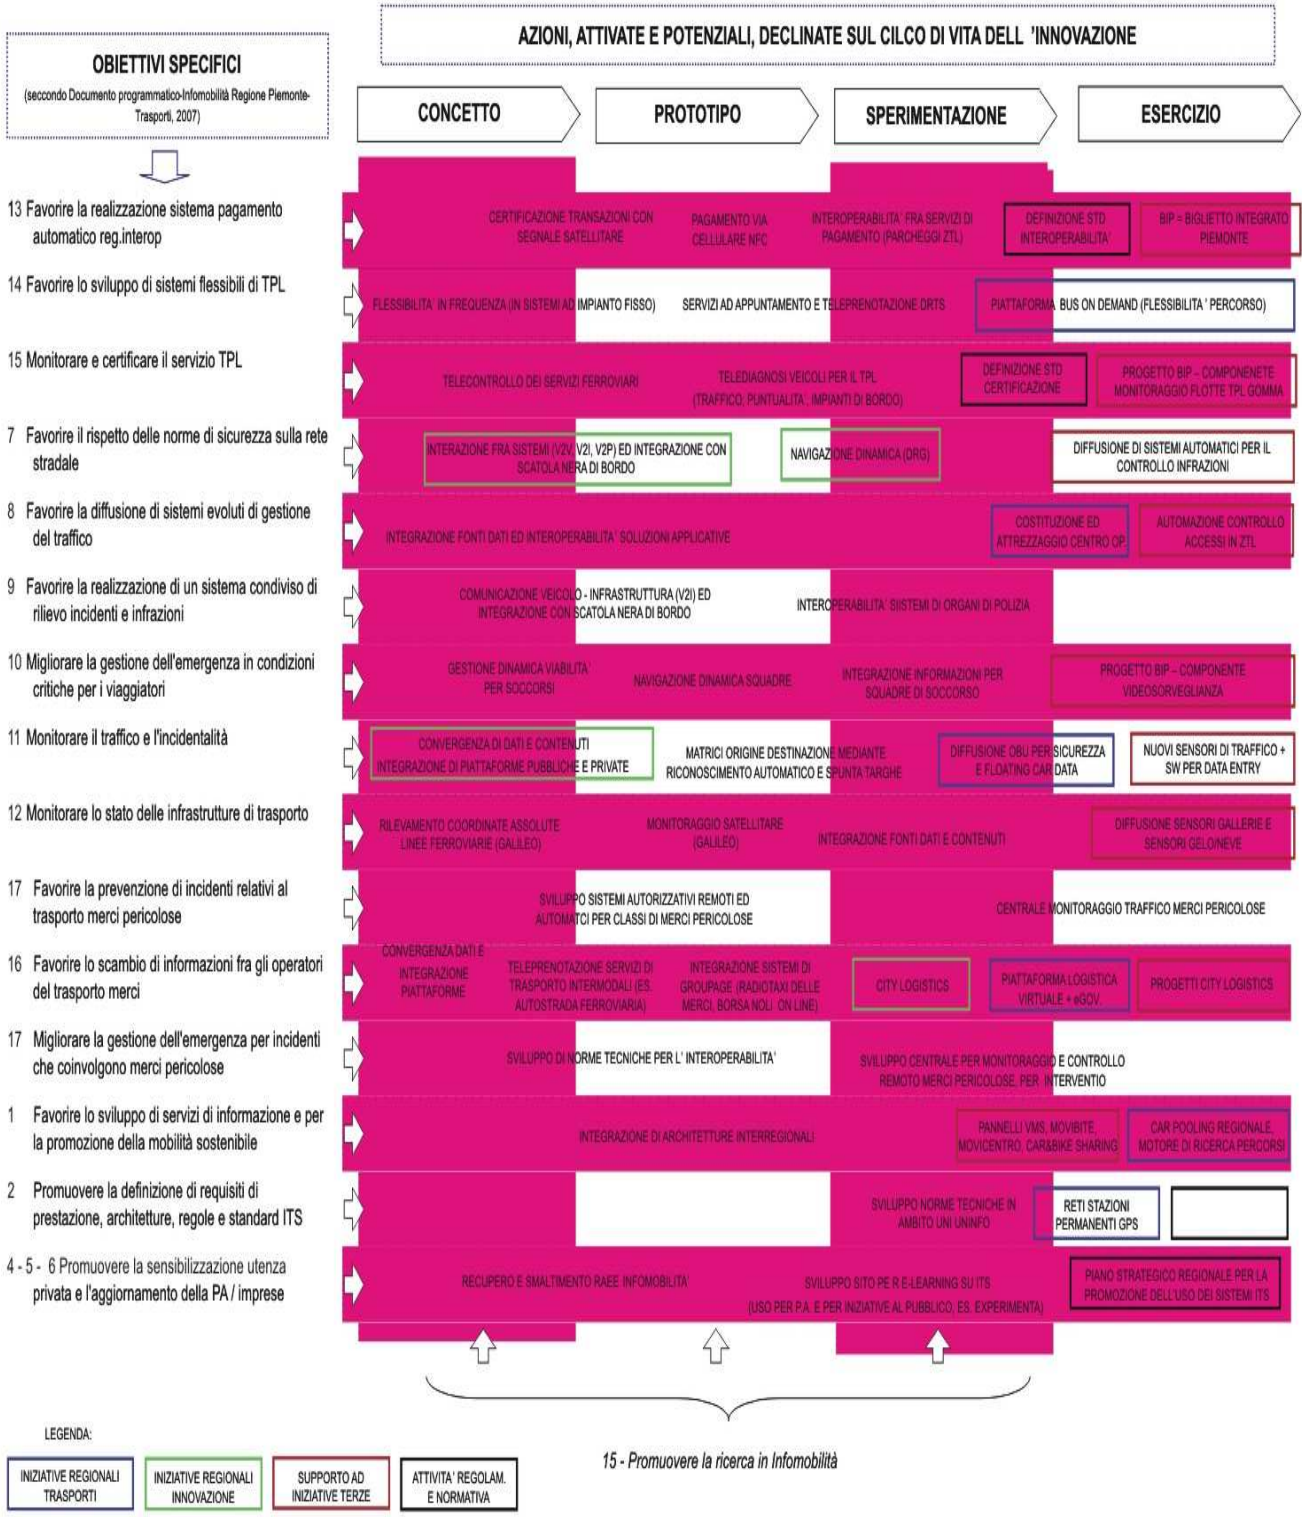 AZIONI, ATTIVATE E POTENZIALI, DECLINATE SUL CILCO DI VITA DELL 'INNOVAZIONE
OBIETTIVI SPECIFICI
(seccondo Documento programmatico-Infomobilità Regione Piemonte-
Trasporti, 2007)
CONCETTO
PROTOTIPO
SPERIMENTAZIONE
ESERCIZIO
13 Favorire la realizzazione sistema pagamento
automatico reg.interop
CERTIFICAZIONE TRANSAZIONI CON
SEGNALE SATELLITARE
PAGAMENTO VIA
CELLULARE NFC
INTEROPERABILITA' FRA SERVIZI DI
PAGAMENTO (PARCHEGGI ZTL)
DEFINIZIONE STD
INTEROPERABILITA'
BIP = BIGLIETTO INTEGRATO
PIEMONTE
14 Favorire lo sviluppo di sistemi flessibili di TPL
FLESSIBILITA' IN FREQUENZA (IN SISTEMI AD IMPIANTO FISSO)
SERVIZI AD APPUNTAMENTO E TELEPRENOTAZIONE DRTS
PIATTAFORMA BUS ON DEMAND (FLESSIBILITA ' PERCORSO)
15 Monitorare e certificare il servizio TPL
TELECONTROLLO DEI SERVIZI FERROVIARI
TELEDIAGNOSI VEICOLI PER IL TPL
(TRAFFICO, PUNTUALITA', IMPIANTI DI BORDO)
DEFINIZIONE STD
CERTIFICAZIONE
PROGETTO BIP – COMPONENETE
MONITORAGGIO FLOTTE TPL GOMMA
7 Favorire il rispetto delle norme di sicurezza sulla rete
stradale
INTERAZIONE FRA SISTEMI (V2V, V2I, V2P) ED INTEGRAZIONE CON
SCATOLA NERA DI BORDO
NAVIGAZIONE DINAMICA (DRG)
DIFFUSIONE DI SISTEMI AUTOMATICI PER IL
CONTROLLO INFRAZIONI
8 Favorire la diffusione di sistemi evoluti di gestione
del traffico
INTEGRAZIONE FONTI DATI ED INTEROPERABILITA' SOLUZIONI APPLICATIVE
COSTITUZIONE ED
ATTREZZAGGIO CENTRO OP.
AUTOMAZIONE CONTROLLO
ACCESSI IN ZTL
9 Favorire la realizzazione di un sistema condiviso di
rilievo incidenti e infrazioni
COMUNICAZIONE VEICOLO - INFRASTRUTTURA (V2I) ED
INTEGRAZIONE CON SCATOLA NERA DI BORDO
INTEROPERABILITA' SIISTEMI DI ORGANI DI POLIZIA
10 Migliorare la gestione dell'emergenza in condizioni
critiche per i viaggiatori
GESTIONE DINAMICA VIABILITA'
PER SOCCORSI
NAVIGAZIONE DINAMICA SQUADRE
INTEGRAZIONE INFORMAZIONI PER
SQUADRE DI SOCCORSO
PROGETTO BIP – COMPONENTE
VIDEOSORVEGLIANZA
11 Monitorare il traffico e l'incidentalità
CONVERGENZA DI DATI E CONTENUTI
INTEGRAZIONE DI PIATTAFORME PUBBLICHE E PRIVATE
MATRICI ORIGINE DESTINAZIONE MEDIANTE
RICONOSCIMENTO AUTOMATICO E SPUNTA TARGHE
DIFFUSIONE OBU PER SICUREZZA
E FLOATING CAR DATA
NUOVI SENSORI DI TRAFFICO +
SW PER DATA ENTRY
12 Monitorare lo stato delle infrastrutture di trasporto
RILEVAMENTO COORDINATE ASSOLUTE
LINEE FERROVIARIE (GALILEO)
MONITORAGGIO SATELLITARE
(GALILEO)
INTEGRAZIONE FONTI DATI E CONTENUTI
DIFFUSIONE SENSORI GALLERIE E
SENSORI GELO/NEVE
17 Favorire la prevenzione di incidenti relativi al
trasporto merci pericolose
SVILUPPO SISTEMI AUTORIZZATIVI REMOTI ED
AUTOMATCI PER CLASSI DI MERCI PERICOLOSE
CENTRALE MONITORAGGIO TRAFFICO MERCI PERICOLOSE
16 Favorire lo scambio di informazioni fra gli operatori
del trasporto merci
CONVERGENZA DATI E
INTEGRAZIONE
PIATTAFORME
TELEPRENOTAZIONE SERVIZI DI
TRASPORTO INTERMODALI (ES.
AUTOSTRADA FERROVIARIA)
INTEGRAZIONE SISTEMI DI
GROUPAGE (RADIOTAXI DELLE
MERCI, BORSA NOLI ON LINE)
CITY LOGISTICS
PIATTAFORMA LOGISTICA
VIRTUALE + eGOV.
PROGETTI CITY LOGISTICS
17 Migliorare la gestione dell'emergenza per incidenti
che coinvolgono merci pericolose
SVILUPPO DI NORME TECNICHE PER L' INTEROPERABILITA'
SVILUPPO CENTRALE PER MONITORAGGIO E CONTROLLO
REMOTO MERCI PERICOLOSE, PER INTERVENTIO
1 Favorire lo sviluppo di servizi di informazione e per
la promozione della mobilità sostenibile
INTEGRAZIONE DI ARCHITETTURE INTERREGIONALI
PANNELLI VMS, MOVIBITE,
MOVICENTRO, CAR&BIKE SHARING
CAR POOLING REGIONALE,
MOTORE DI RICERCA PERCORSI
2 Promuovere la definizione di requisiti di
prestazione, architetture, regole e standard ITS
SVILUPPO NORME TECNICHE IN
AMBITO UNI UNINFO
RETI STAZIONI
PERMANENTI GPS
4 - 5 - 6 Promuovere la sensibilizzazione utenza
privata e l'aggiornamento della PA / imprese
RECUPERO E SMALTIMENTO RAEE INFOMOBILITA'
SVILUPPO SITO PE R E-LEARNING SU ITS
(USO PER P.A. E PER INIZIATIVE AL PUBBLICO, ES. EXPERIMENTA)
PIANO STRATEGICO REGIONALE PER LA
PROMOZIONE DELL'USO DEI SISTEMI ITS
15 - Promuovere la ricerca in Infomobilità
LEGENDA:
INIZIATIVE REGIONALI
TRASPORTI
INIZIATIVE REGIONALI
INNOVAZIONE
SUPPORTO AD
INIZIATIVE TERZE
ATTIVITA' REGOLAM.
E NORMATIVA